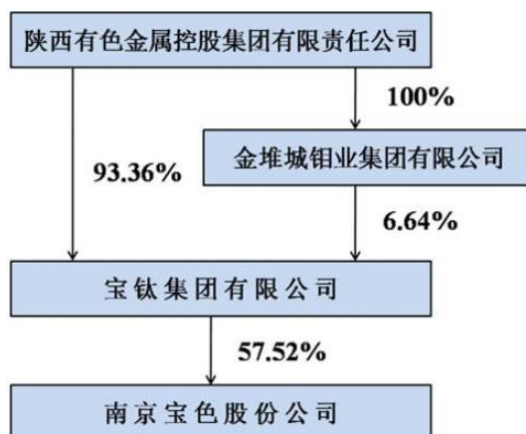 陕西有色金属控股集团有限责任公司
100%
金堆城钼业集团有限公司
93.36%
6.64%
宝钛集团有限公司
57.52%
南京宝色股份公司